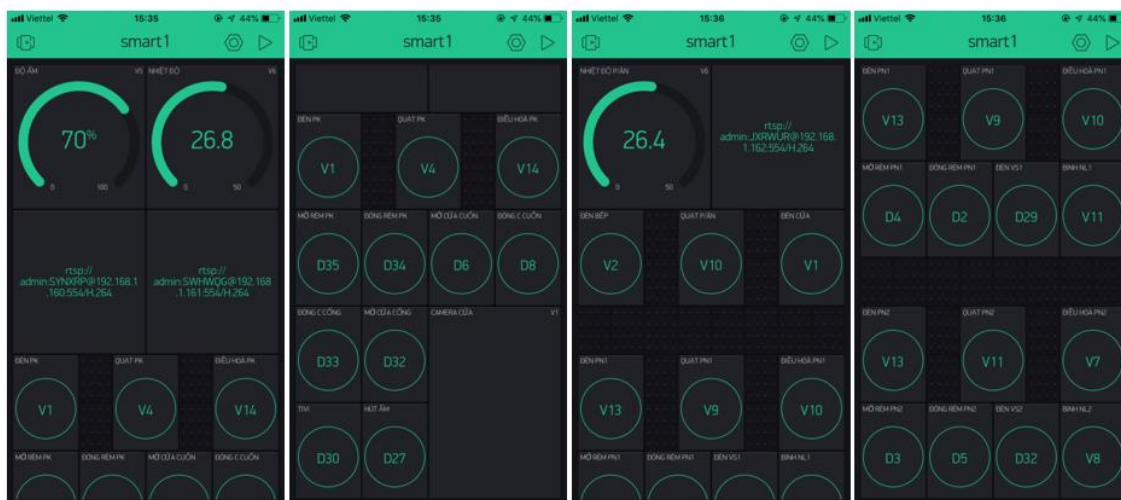 Viettel 15:35 44%
smart1
ĐỘ ẨM V5 NHIỆT ĐỘ V6
70% 26.8
0 100 0 50
rtsp://
admin:SYNXRP@192.168.1
.160:554/H.264
rtsp://
admin:SWHWQG@192.168
.1.161:554/H.264
ĐÈN PK QUẠT PK ĐIỀU HOÀ PK
V1 V4 V14
MỞ RÈM PK ĐÓNG RÈM PK MỞ CỬA CUỐN ĐÓNG C CUỐN
Viettel 15:35 44%
smart1
ĐÈN PK QUẠT PK ĐIỀU HOÀ PK
V1 V4 V14
MỞ RÈM PK ĐÓNG RÈM PK MỞ CỬA CUỐN ĐÓNG C CUỐN
D35 D34 D6 D8
ĐÓNG C CỔNG MỞ CỬA CỔNG CAMERA CỬA V1
D33 D32
TIVI HÚT ẨM
D30 D27
Viettel 15:36 44%
smart1
NHIỆT ĐỘ P/ĂN V6
26.4
0 50
rtsp://
admin:JXRWUR@192.168.
1.162:554/H.264
ĐÈN BẾP QUẠT P/ĂN ĐÈN CỬA
V2 V10 V1
ĐÈN PN1 QUẠT PN1 ĐIỀU HOÀ PN1
V13 V9 V10
MỞ RÈM PN1 ĐÓNG RÈM PN1 ĐÈN VS1 BÌNH NL1
Viettel 15:36 44%
smart1
ĐÈN PN1 QUẠT PN1 ĐIỀU HOÀ PN1
V13 V9 V10
MỞ RÈM PN1 ĐÓNG RÈM PN1 ĐÈN VS1 BÌNH NL1
D4 D2 D29 V11
ĐÈN PN2 QUẠT PN2 ĐIỀU HOÀ PN2
V13 V11 V7
MỞ RÈM PN2 ĐÓNG RÈM PN2 ĐÈN VS2 BÌNH NL2
D3 D5 D32 V8